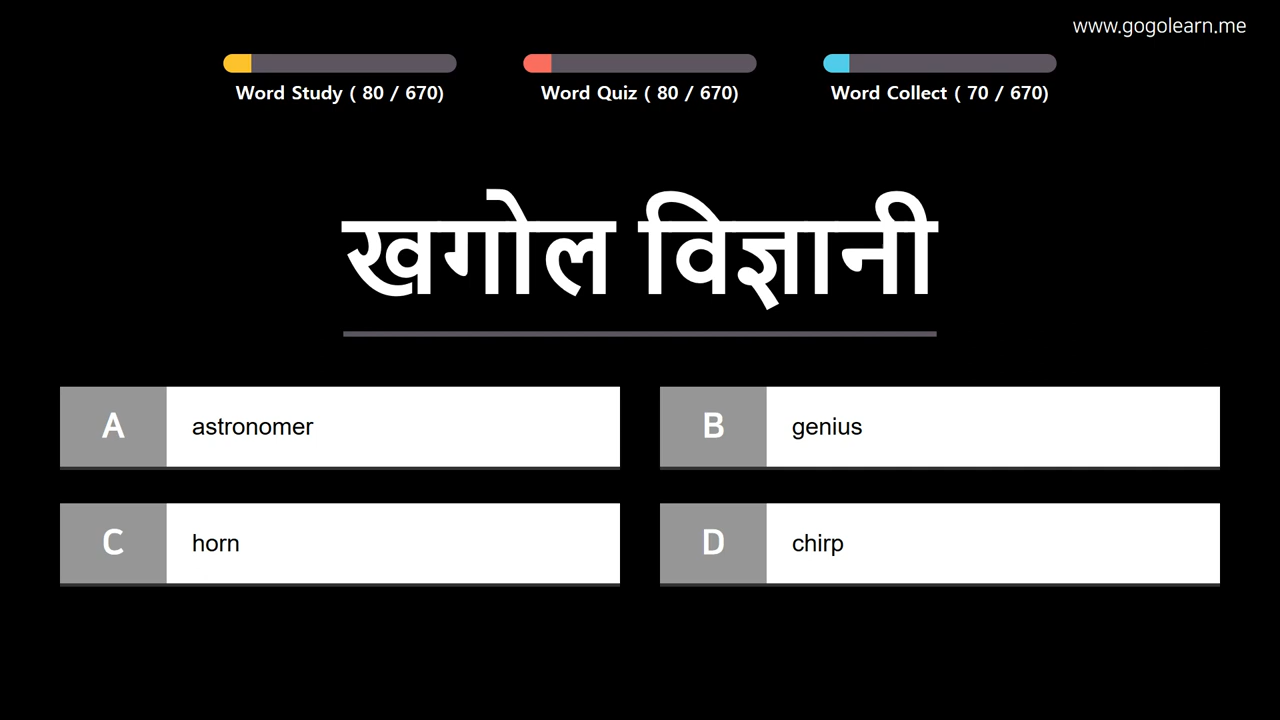 www.gogolearn.me
Word Study ( 80 / 670)
Word Quiz ( 80 / 670)
Word Collect ( 70 / 670)
खगोल विज्ञानी
A astronomer
B genius
C horn
D chirp